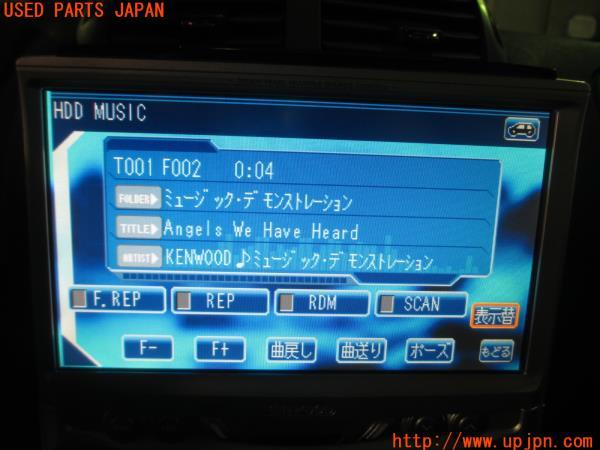 USED PARTS JAPAN
HDD MUSIC
T001 F002 0:04
FOLDER ミュージック・デモンストレーション
TITLE Angels We Have Heard
ARTIST KENWOOD ♪ミュージック・デモンストレーション
F.REP REP RDM SCAN
表示替
F- F+ 曲戻し 曲送り ポーズ もどる
http://www.upjpn.com